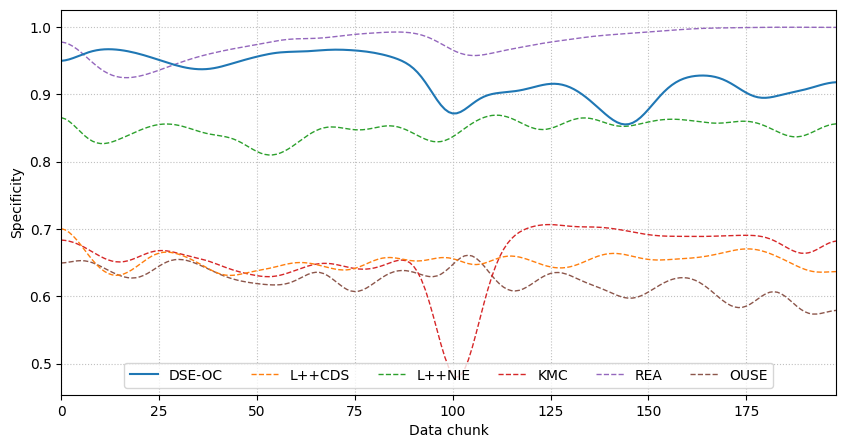 1.0
0.9
0.8
0.7
0.6
0.5
Specificity
DSE-OC L++CDS L++NIE KMC REA OUSE
0 25 50 75 100 125 150 175
Data chunk